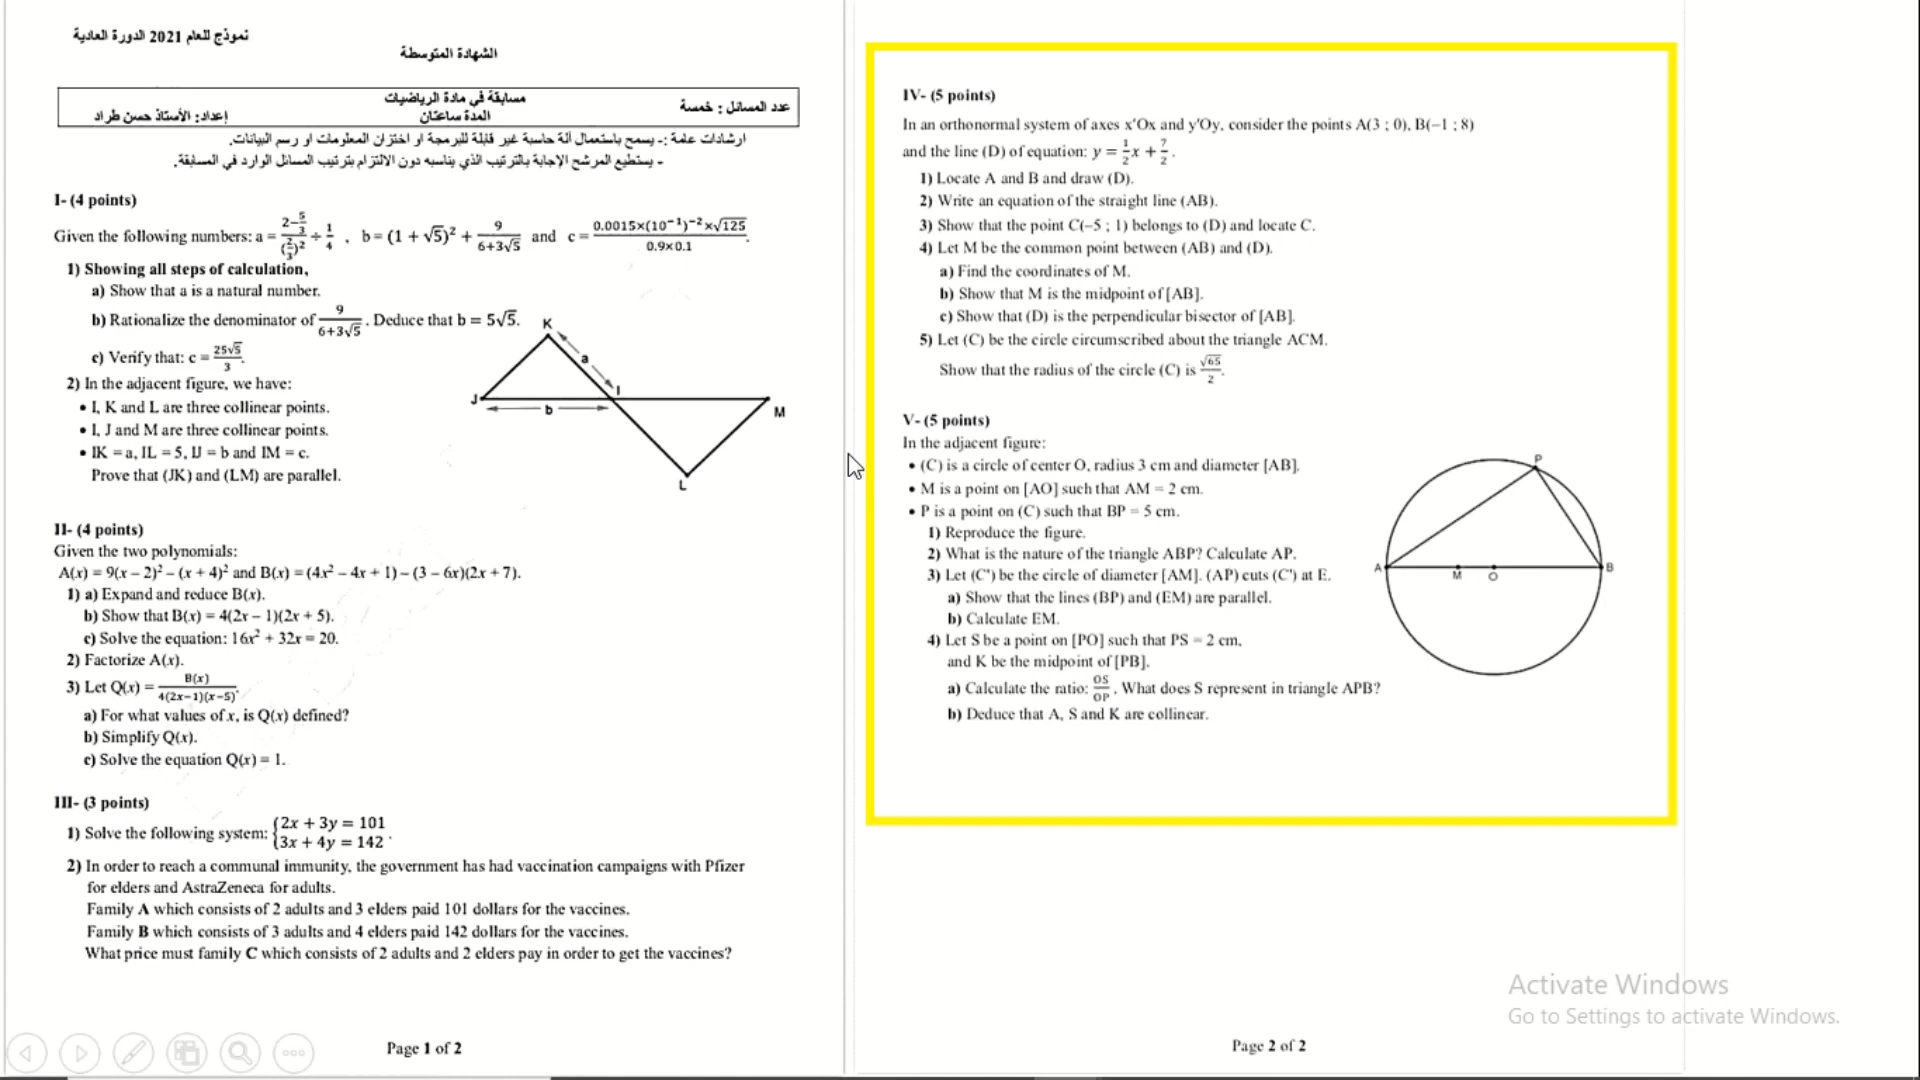 نموذج للعام 2021 الدورة العادية
الشهادة المتوسطة
عدد المسائل : خمسة
مسابقة في مادة الرياضيات
المدة ساعتان
إعداد: الأستاذ حسن طراد
ارشادات عامة :- يسمح باستعمال آلة حاسبة غير قابلة للبرمجة او اختزان المعلومات او رسم البيانات.
- يستطيع المرشح الإجابة بالترتيب الذي يناسبه دون الالتزام بترتيب المسائل الوارد في المسابقة.
I- (4 points)
Given the following numbers: a = \frac{2-\frac{5}{3}}{(\frac{2}{3})^2} ÷ \frac{1}{4} , b = (1 + √5)² + \frac{9}{6+3√5} and c = \frac{0.0015×(10^{-1})^{-2}×√125}{0.9×0.1}.
1) Showing all steps of calculation,
a) Show that a is a natural number.
b) Rationalize the denominator of \frac{9}{6+3√5}. Deduce that b = 5√5.
c) Verify that: c = \frac{25√5}{3}.
2) In the adjacent figure, we have:
• I, K and L are three collinear points.
• I, J and M are three collinear points.
• IK = a, IL = 5, IJ = b and IM = c.
Prove that (JK) and (LM) are parallel.
K
a
I
J
b
M
L
II- (4 points)
Given the two polynomials:
A(x) = 9(x – 2)² – (x + 4)² and B(x) = (4x² – 4x + 1) – (3 – 6x)(2x + 7).
1) a) Expand and reduce B(x).
b) Show that B(x) = 4(2x – 1)(2x + 5).
c) Solve the equation: 16x² + 32x = 20.
2) Factorize A(x).
3) Let Q(x) = \frac{B(x)}{4(2x−1)(x−5)}.
a) For what values of x, is Q(x) defined?
b) Simplify Q(x).
c) Solve the equation Q(x) = 1.
III- (3 points)
1) Solve the following system: {2x + 3y = 101
{3x + 4y = 142 .
2) In order to reach a communal immunity, the government has had vaccination campaigns with Pfizer
for elders and AstraZeneca for adults.
Family A which consists of 2 adults and 3 elders paid 101 dollars for the vaccines.
Family B which consists of 3 adults and 4 elders paid 142 dollars for the vaccines.
What price must family C which consists of 2 adults and 2 elders pay in order to get the vaccines?
Page 1 of 2
IV- (5 points)
In an orthonormal system of axes x'Ox and y'Oy, consider the points A(3 ; 0), B(−1 ; 8)
and the line (D) of equation: y = \frac{1}{2}x + \frac{7}{2}.
1) Locate A and B and draw (D).
2) Write an equation of the straight line (AB).
3) Show that the point C(−5 ; 1) belongs to (D) and locate C.
4) Let M be the common point between (AB) and (D).
a) Find the coordinates of M.
b) Show that M is the midpoint of [AB].
c) Show that (D) is the perpendicular bisector of [AB].
5) Let (C) be the circle circumscribed about the triangle ACM.
Show that the radius of the circle (C) is \frac{√65}{2}.
V- (5 points)
In the adjacent figure:
• (C) is a circle of center O, radius 3 cm and diameter [AB].
• M is a point on [AO] such that AM = 2 cm.
• P is a point on (C) such that BP = 5 cm.
1) Reproduce the figure.
2) What is the nature of the triangle ABP? Calculate AP.
3) Let (C') be the circle of diameter [AM]. (AP) cuts (C') at E.
a) Show that the lines (BP) and (EM) are parallel.
b) Calculate EM.
4) Let S be a point on [PO] such that PS = 2 cm,
and K be the midpoint of [PB].
a) Calculate the ratio: \frac{OS}{OP}. What does S represent in triangle APB?
b) Deduce that A, S and K are collinear.
P
A
M
O
B
Page 2 of 2
Activate Windows
Go to Settings to activate Windows.